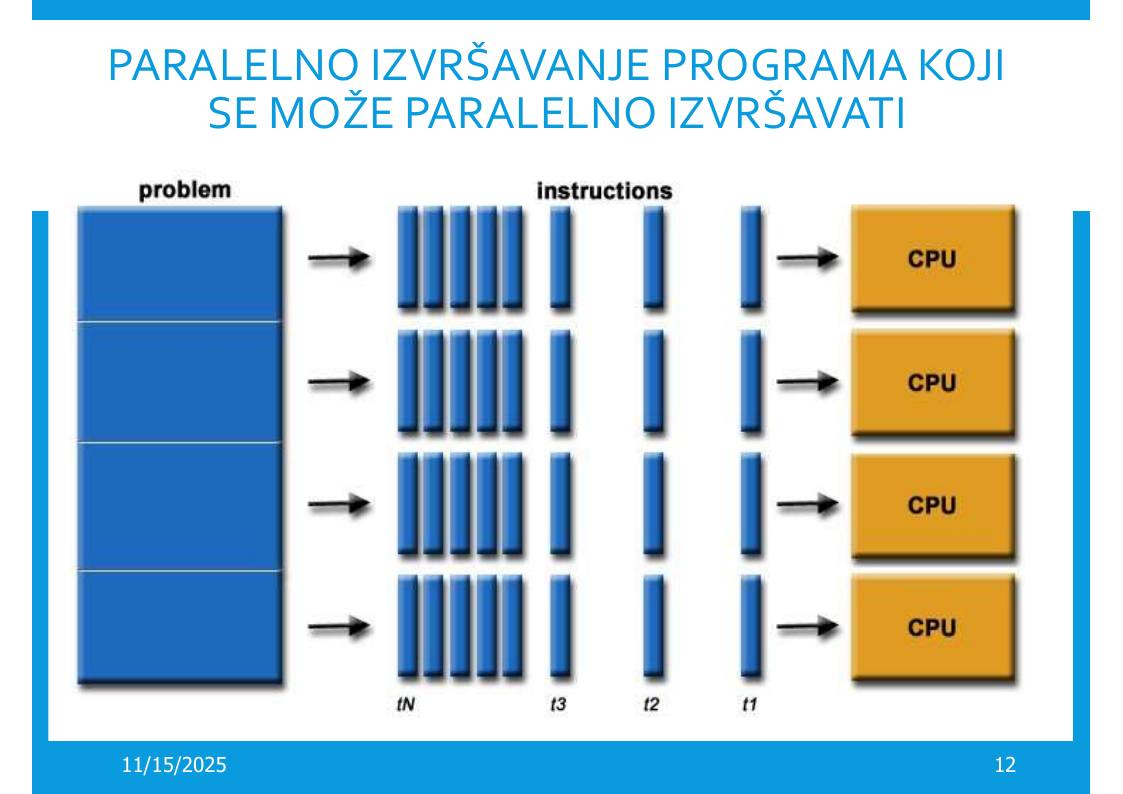 PARALELNO IZVRŠAVANJE PROGRAMA KOJI
SE MOŽE PARALELNO IZVRŠAVATI
problem
instructions
CPU
CPU
CPU
CPU
tN
t3
t2
t1
11/15/2025
12